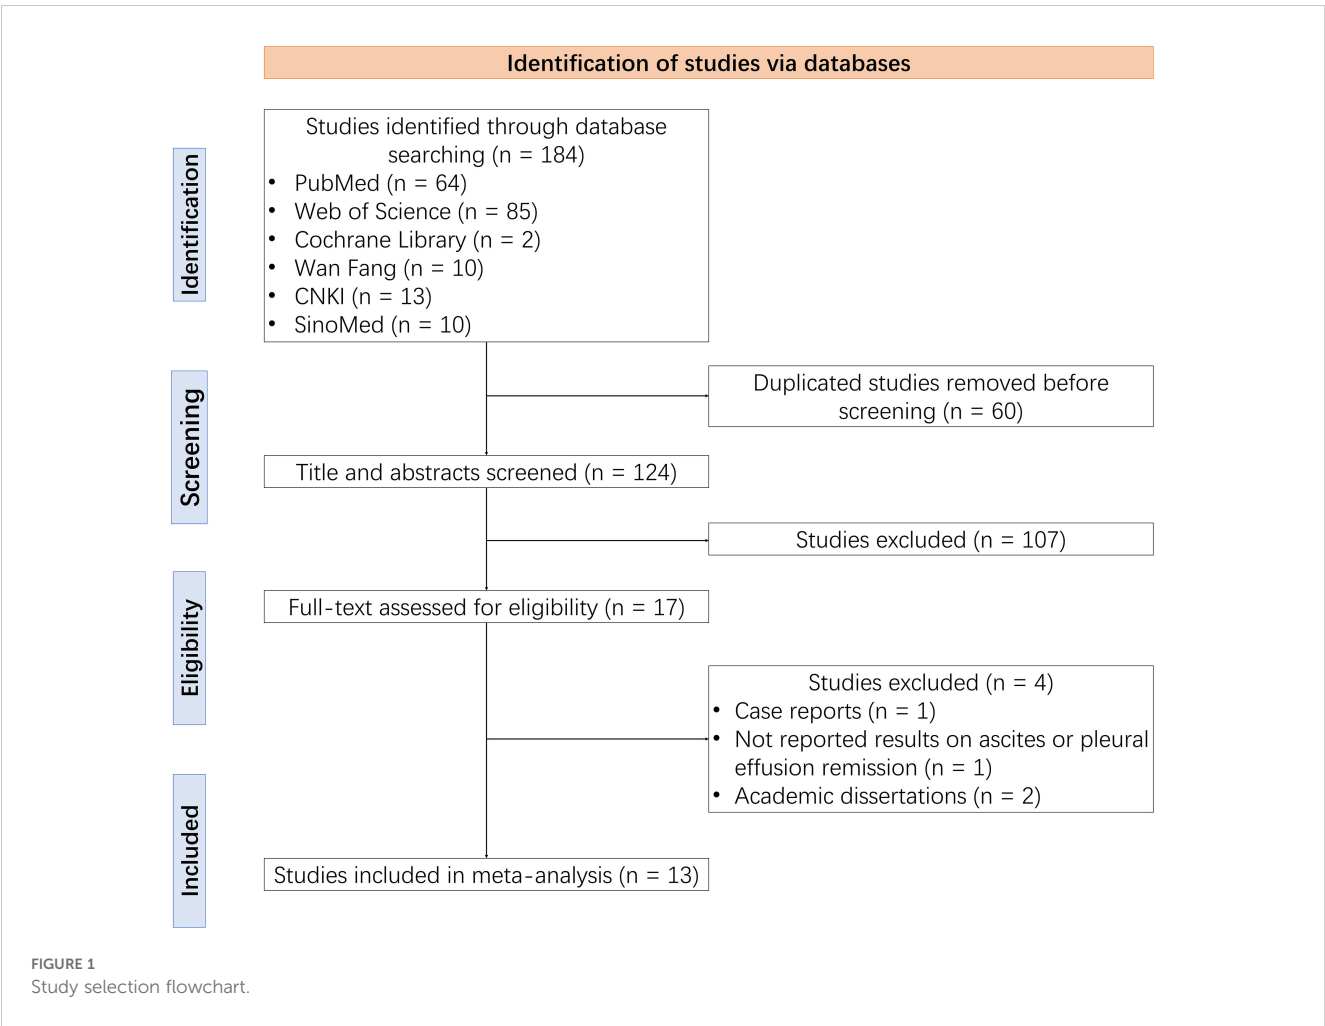 Identification of studies via databases
Identification
Studies identified through database
searching (n = 184)
• PubMed (n = 64)
• Web of Science (n = 85)
• Cochrane Library (n = 2)
• Wan Fang (n = 10)
• CNKI (n = 13)
• SinoMed (n = 10)
Screening
Duplicated studies removed before
screening (n = 60)
Title and abstracts screened (n = 124)
Studies excluded (n = 107)
Eligibility
Full-text assessed for eligibility (n = 17)
Studies excluded (n = 4)
• Case reports (n = 1)
• Not reported results on ascites or pleural
effusion remission (n = 1)
• Academic dissertations (n = 2)
Included
Studies included in meta-analysis (n = 13)
FIGURE 1
Study selection flowchart.